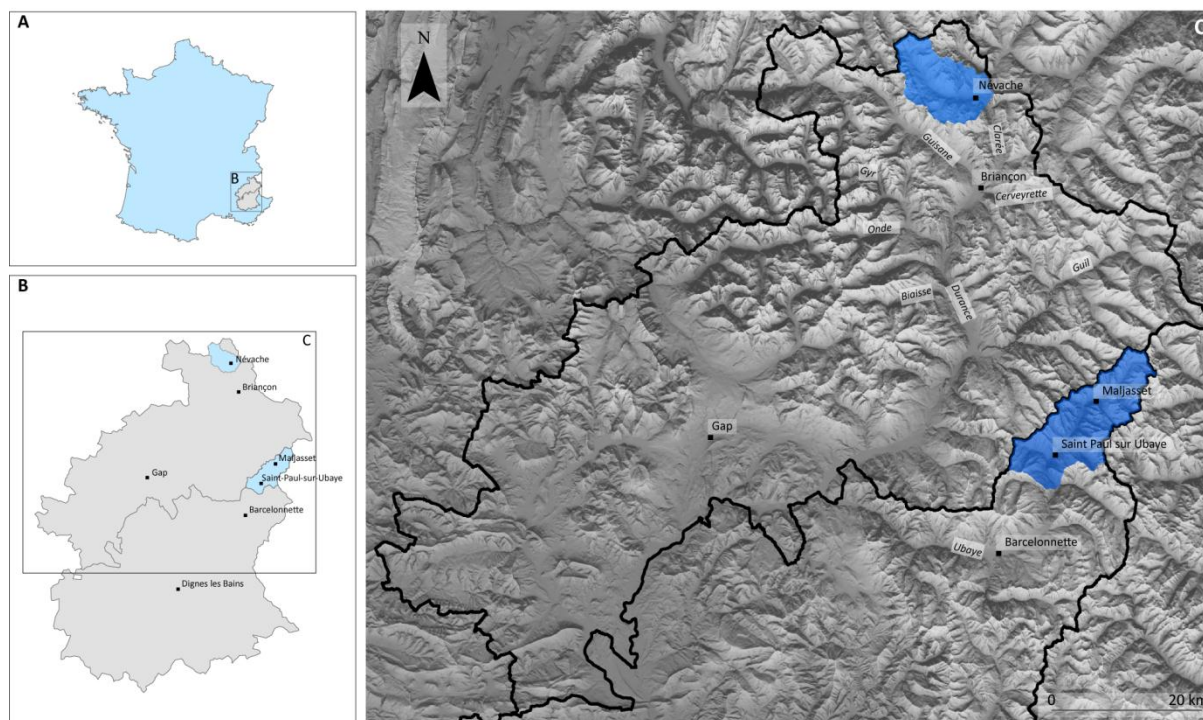 A
B
B
C
Névache
Briançon
Maljasset
Gap
Saint-Paul-sur-Ubaye
Barcelonnette
Dignes les Bains
C
N
Névache
Guisane
Clarée
Gyr
Briançon
Cerveyrette
Onde
Guil
Biaisse
Durance
Maljasset
Gap
Saint Paul sur Ubaye
Ubaye
Barcelonnette
0 20 km